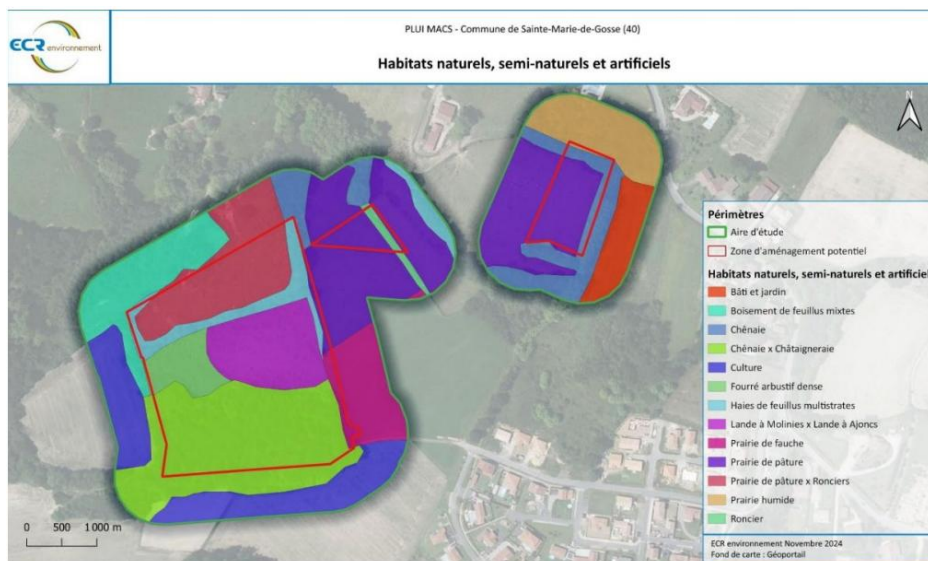 ECR environnement
PLUI MACS - Commune de Sainte-Marie-de-Gosse (40)
Habitats naturels, semi-naturels et artificiels
N
Périmètres
Aire d'étude
Zone d'aménagement potentiel
Habitats naturels, semi-naturels et artificiel
Bâti et jardin
Boisement de feuillus mixtes
Chênaie
Chênaie x Châtaigneraie
Culture
Fourré arbustif dense
Haies de feuillus multistrates
Lande à Molinies x Lande à Ajoncs
Prairie de fauche
Prairie de pâture
Prairie de pâture x Ronciers
Prairie humide
Roncier
0 500 1 000 m
ECR environnement Novembre 2024
Fond de carte : Géoportail